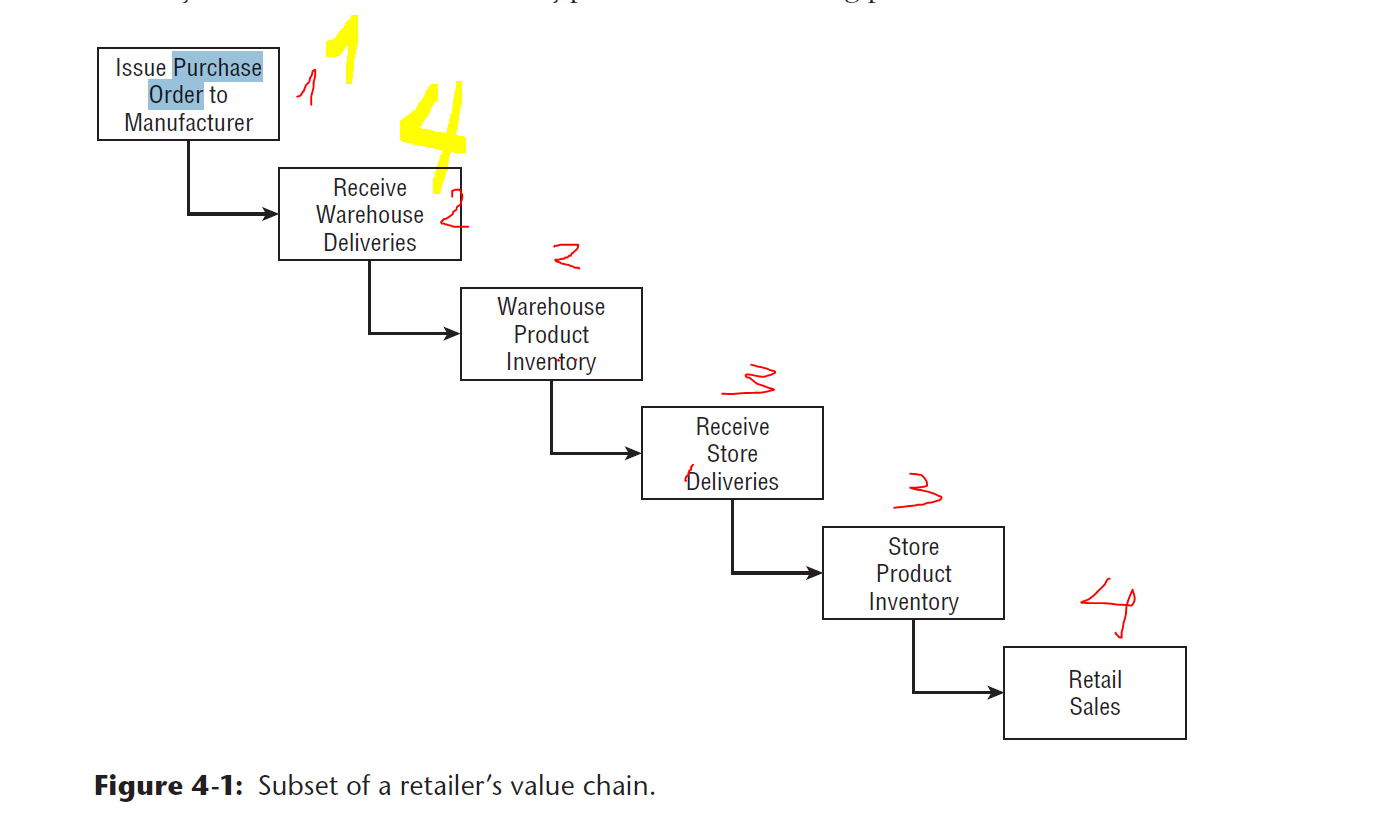 1
Issue Purchase
Order to
Manufacturer
1
4
Receive
Warehouse
Deliveries
2
2
Warehouse
Product
Inventory
3
Receive
Store
Deliveries
3
Store
Product
Inventory
4
Retail
Sales
Figure 4-1: Subset of a retailer's value chain.